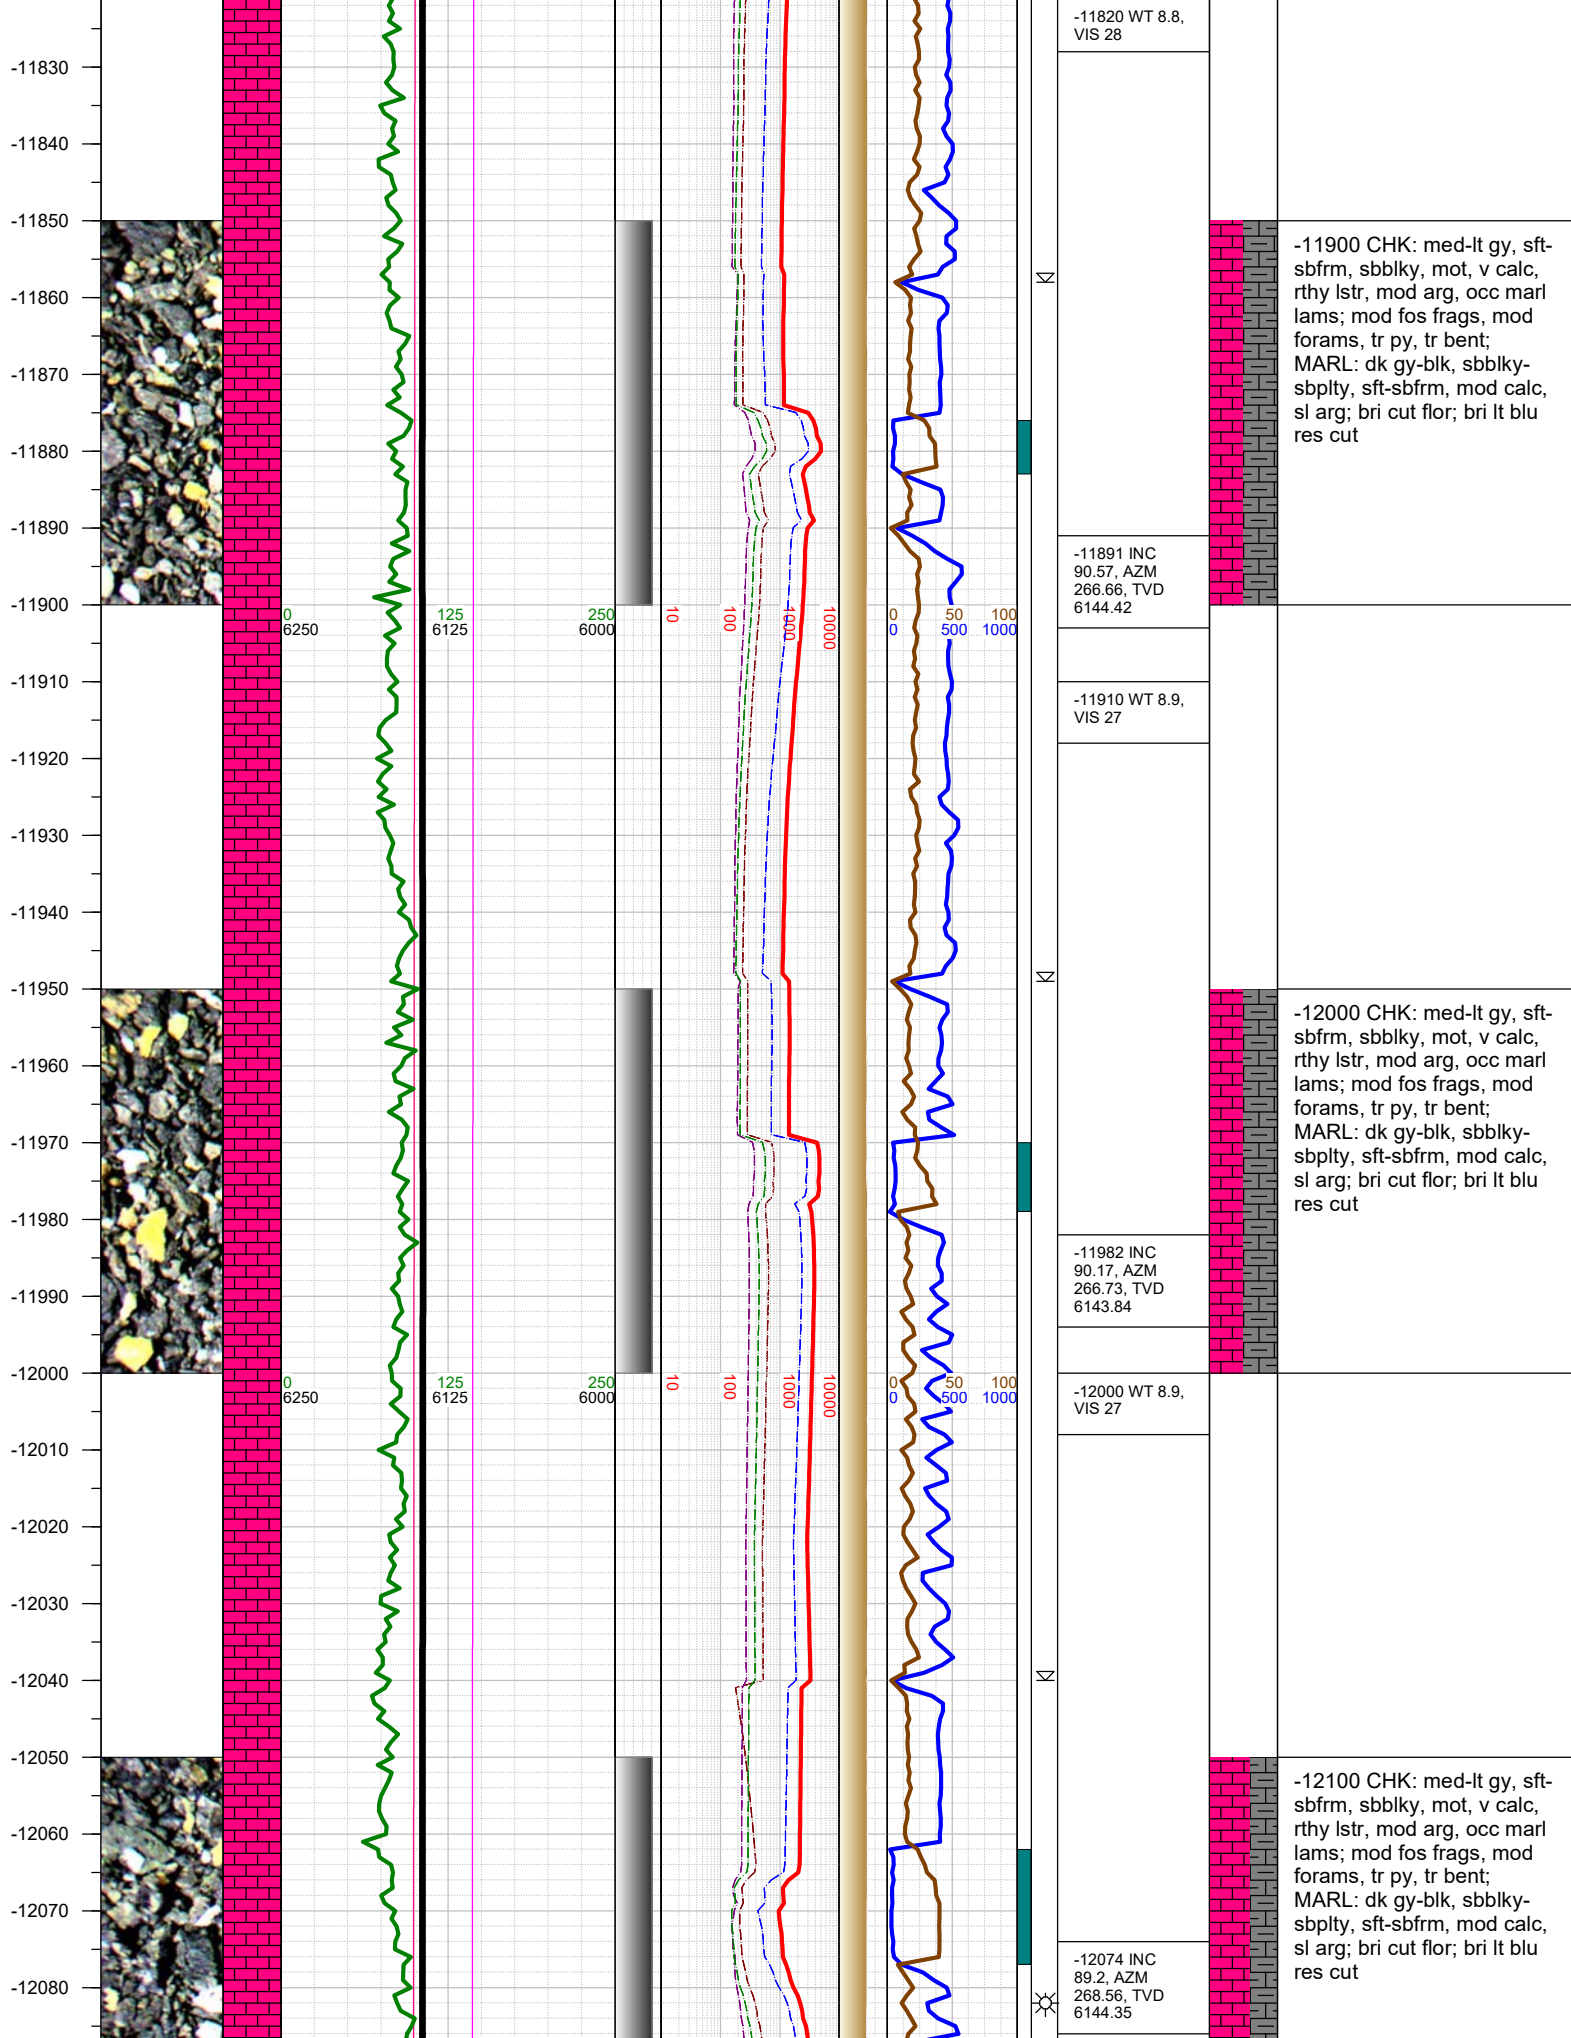 -11820 WT 8.8,
VIS 28
-11830
-11840
-11850
-11900 CHK: med-lt gy, sft-
sbfrm, sbblky, mot, v calc,
rthy lstr, mod arg, occ marl
lams; mod fos frags, mod
forams, tr py, tr bent;
MARL: dk gy-blk, sbblky-
sbplty, sft-sbfrm, mod calc,
sl arg; bri cut flor; bri lt blu
res cut
-11860
-11870
-11880
-11890
-11891 INC
90.57, AZM
266.66, TVD
6144.42
-11900
0 125 250
6250 6125 6000
10 100 1000 10000
0 50 100
0 500 1000
-11910
-11910 WT 8.9,
VIS 27
-11920
-11930
-11940
-11950
-12000 CHK: med-lt gy, sft-
sbfrm, sbblky, mot, v calc,
rthy lstr, mod arg, occ marl
lams; mod fos frags, mod
forams, tr py, tr bent;
MARL: dk gy-blk, sbblky-
sbplty, sft-sbfrm, mod calc,
sl arg; bri cut flor; bri lt blu
res cut
-11960
-11970
-11980
-11982 INC
90.17, AZM
266.73, TVD
6143.84
-11990
-12000
0 125 250
6250 6125 6000
10 100 1000 10000
0 50 100
0 500 1000
-12000 WT 8.9,
VIS 27
-12010
-12020
-12030
-12040
-12050
-12100 CHK: med-lt gy, sft-
sbfrm, sbblky, mot, v calc,
rthy lstr, mod arg, occ marl
lams; mod fos frags, mod
forams, tr py, tr bent;
MARL: dk gy-blk, sbblky-
sbplty, sft-sbfrm, mod calc,
sl arg; bri cut flor; bri lt blu
res cut
-12060
-12070
-12074 INC
89.2, AZM
268.56, TVD
6144.35
-12080